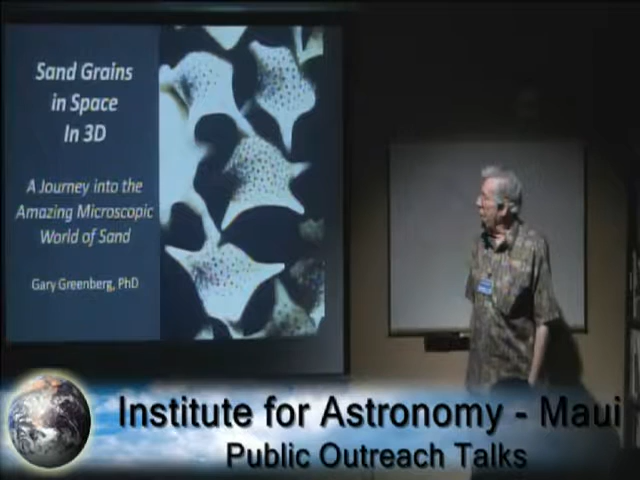 Sand Grains
in Space
In 3D
A Journey into the
Amazing Microscopic
World of Sand
Gary Greenberg, PhD
Institute for Astronomy - Maui
Public Outreach Talks